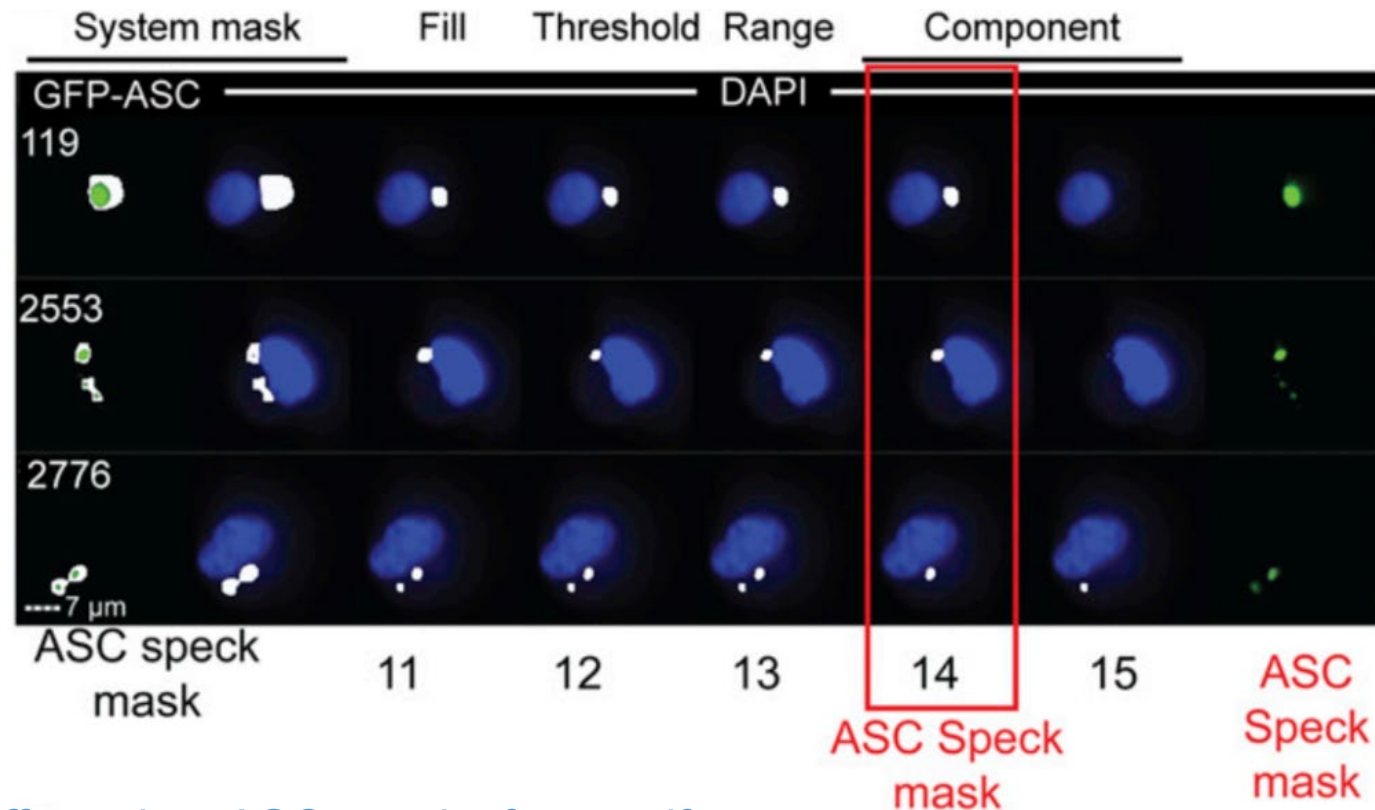 System mask Fill Threshold Range Component
GFP-ASC DAPI
119
2553
2776
7 µm
ASC speck
mask
11 12 13 14 15
ASC Speck
mask
ASC
Speck
mask